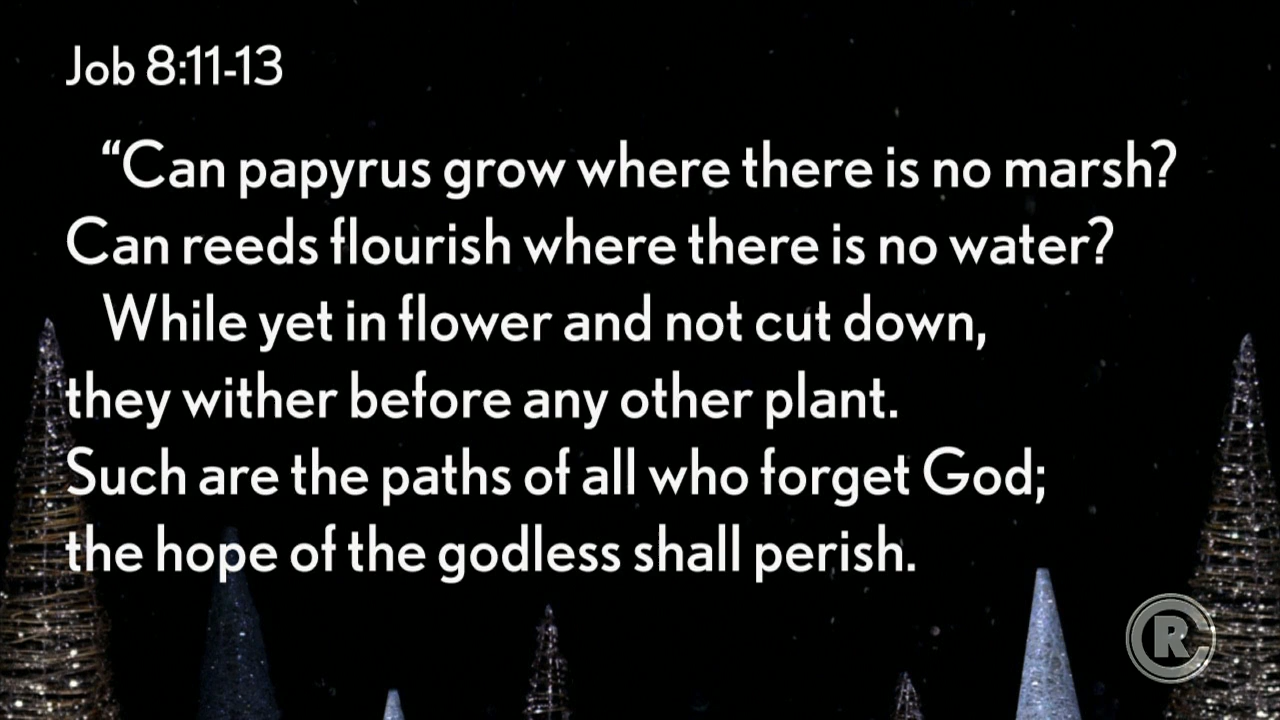 Job 8:11-13
“Can papyrus grow where there is no marsh?
Can reeds flourish where there is no water?
While yet in flower and not cut down,
they wither before any other plant.
Such are the paths of all who forget God;
the hope of the godless shall perish.
CR